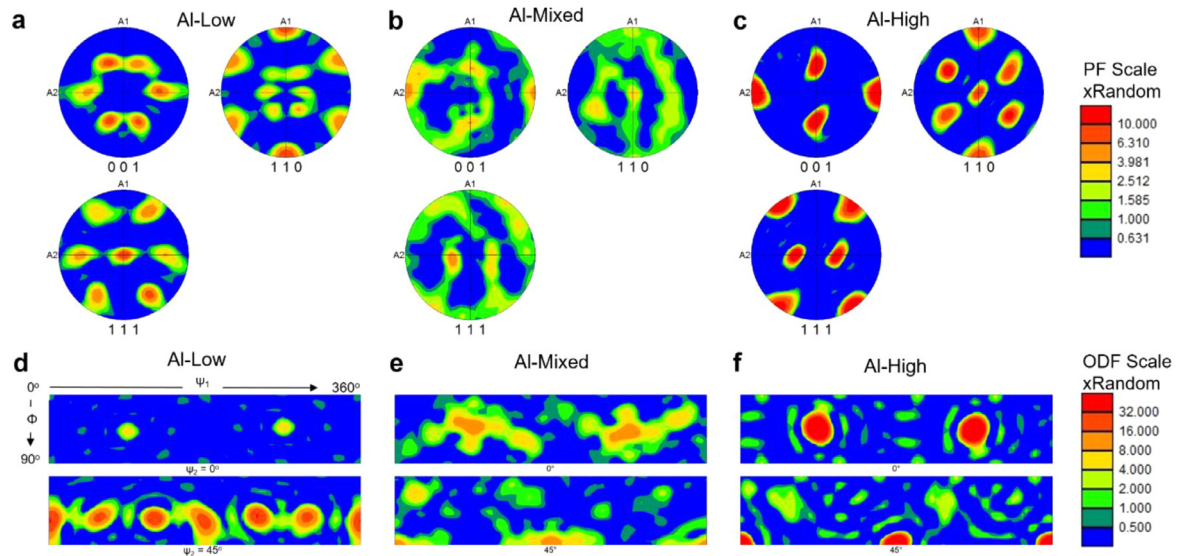 a Al-Low
A1
A2
0 0 1
A1
A2
1 1 0
A1
A2
1 1 1
b Al-Mixed
A1
A2
0 0 1
A1
A2
1 1 0
A1
A2
1 1 1
c Al-High
A1
A2
0 0 1
A1
A2
1 1 0
A1
A2
1 1 1
PF Scale
xRandom
10.000
6.310
3.981
2.512
1.585
1.000
0.631
d Al-Low
0º ψ₁ 360º
Φ
90º
ψ₂ = 0º
ψ₂ = 45º
e Al-Mixed
0°
45°
f Al-High
0°
45°
ODF Scale
xRandom
32.000
16.000
8.000
4.000
2.000
1.000
0.500